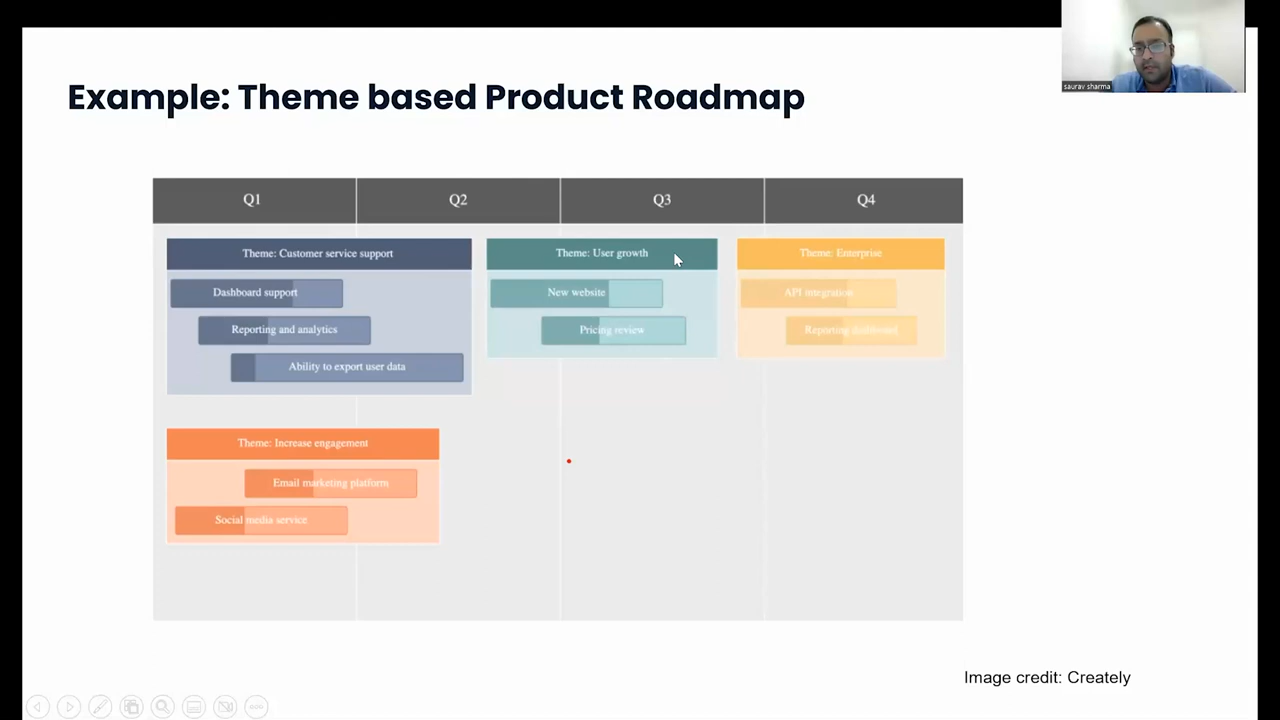 saurav sharma
Example: Theme based Product Roadmap
Q1 Q2 Q3 Q4
Theme: Customer service support
Dashboard support
Reporting and analytics
Ability to export user data
Theme: User growth
New website
Pricing review
Theme: Enterprise
API integration
Reporting dashboard
Theme: Increase engagement
Email marketing platform
Social media service
Image credit: Creately